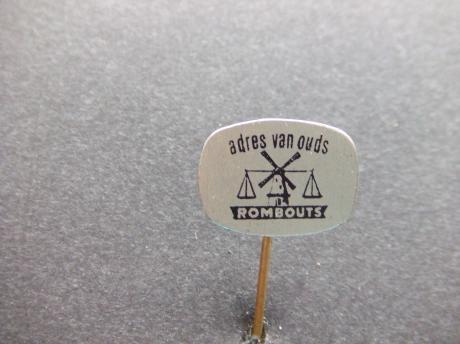 adres van ouds
ROMBOUTS